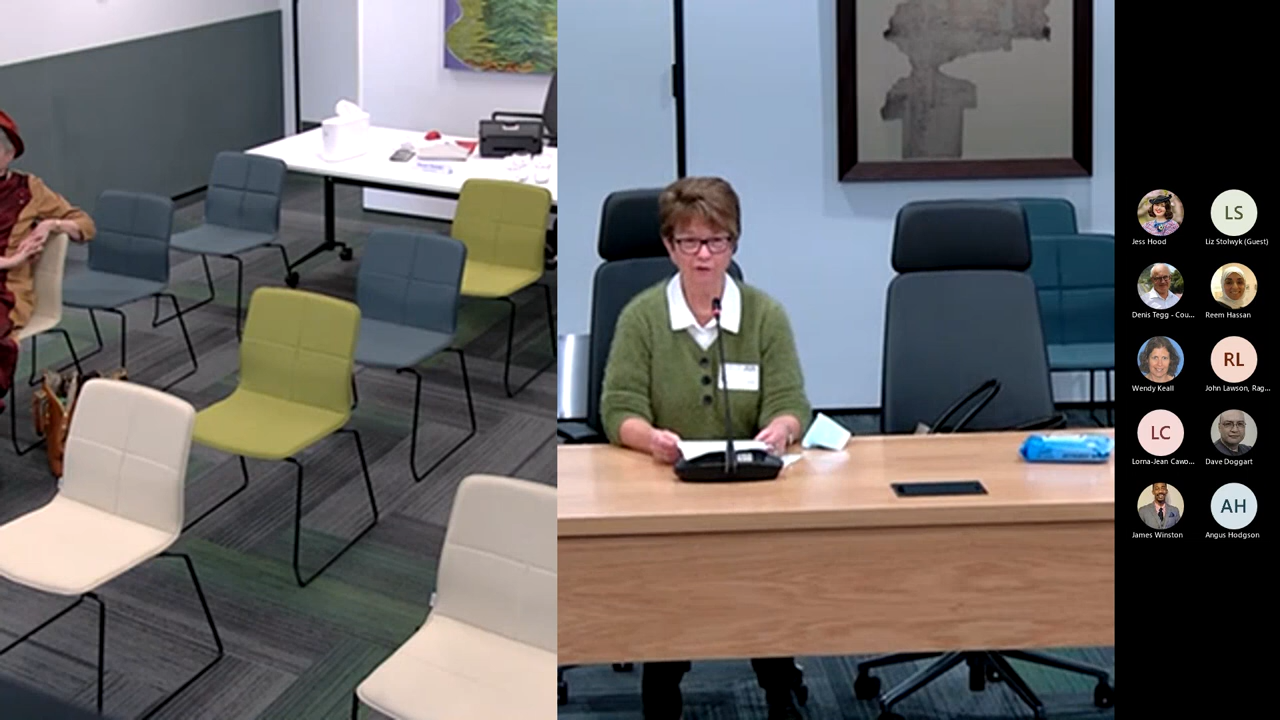 Jess Hood
LS
Liz Stolwyk (Guest)
Denis Tegg - Cou...
Reem Hassan
Wendy Keall
RL
John Lawson, Rag...
LC
Lorna-Jean Cawo...
Dave Doggart
James Winston
AH
Angus Hodgson